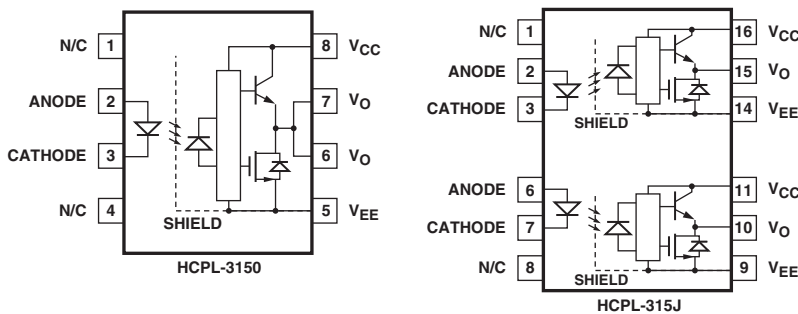 N/C 1
ANODE 2
CATHODE 3
N/C 4
8 VCC
7 VO
6 VO
5 VEE
SHIELD
HCPL-3150
N/C 1
ANODE 2
CATHODE 3
16 VCC
15 VO
14 VEE
SHIELD
ANODE 6
CATHODE 7
N/C 8
11 VCC
10 VO
9 VEE
SHIELD
HCPL-315J